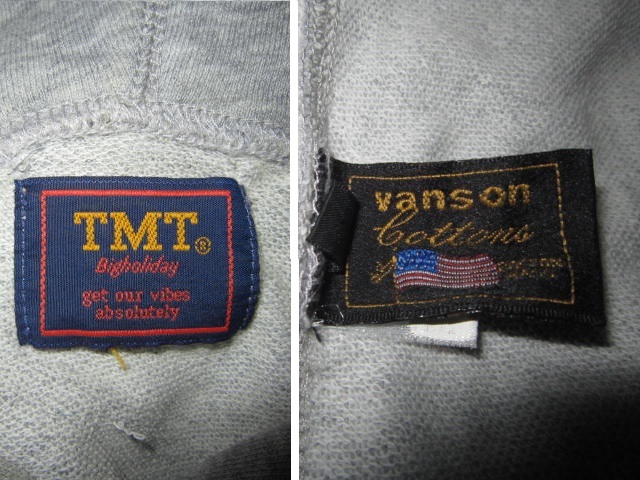 TMT®
Bigholiday
get our vibes
absolutely
vanson
Cottons